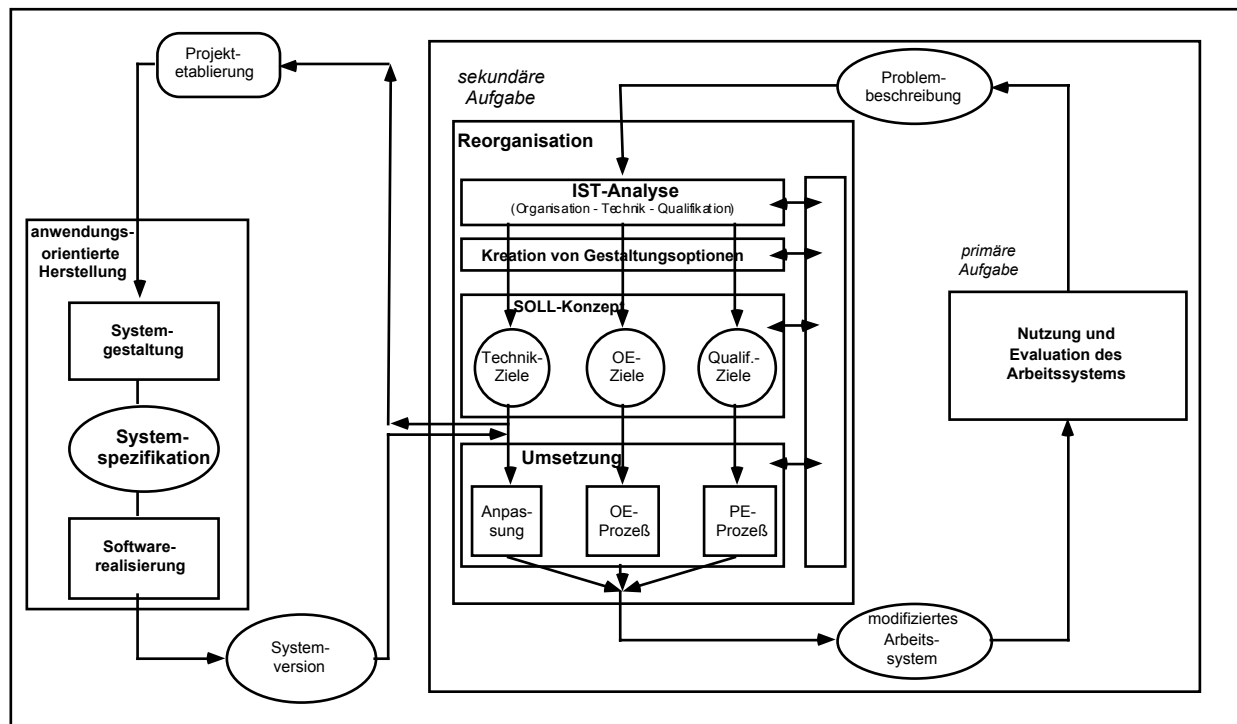 Projekt-
etablierung
anwendungs-
orientierte
Herstellung
System-
gestaltung
System-
spezifikation
Software-
realisierung
System-
version
sekundäre
Aufgabe
Problem-
beschreibung
Reorganisation
IST-Analyse
(Organisation - Technik - Qualifikation)
Kreation von Gestaltungsoptionen
SOLL-Konzept
Technik-
Ziele
OE-
Ziele
Qualif.-
Ziele
Umsetzung
Anpas-
sung
OE-
Prozeß
PE-
Prozeß
modifiziertes
Arbeits-
system
primäre
Aufgabe
Nutzung und
Evaluation des
Arbeitssystems